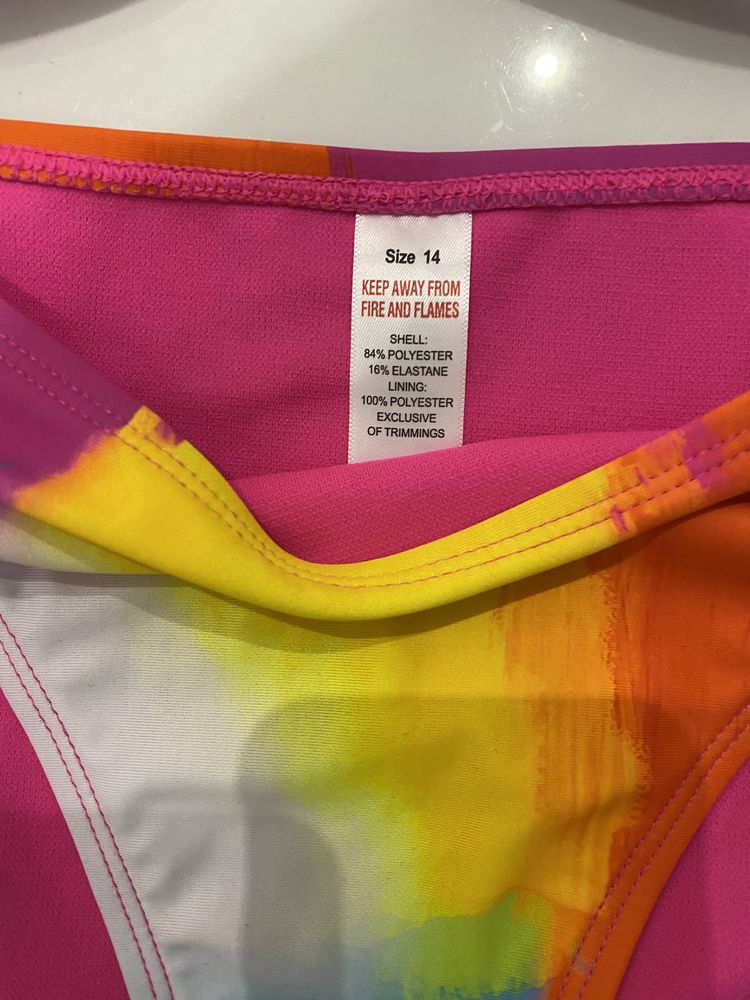 Size 14
KEEP AWAY FROM
FIRE AND FLAMES
SHELL:
84% POLYESTER
16% ELASTANE
LINING:
100% POLYESTER
EXCLUSIVE
OF TRIMMINGS